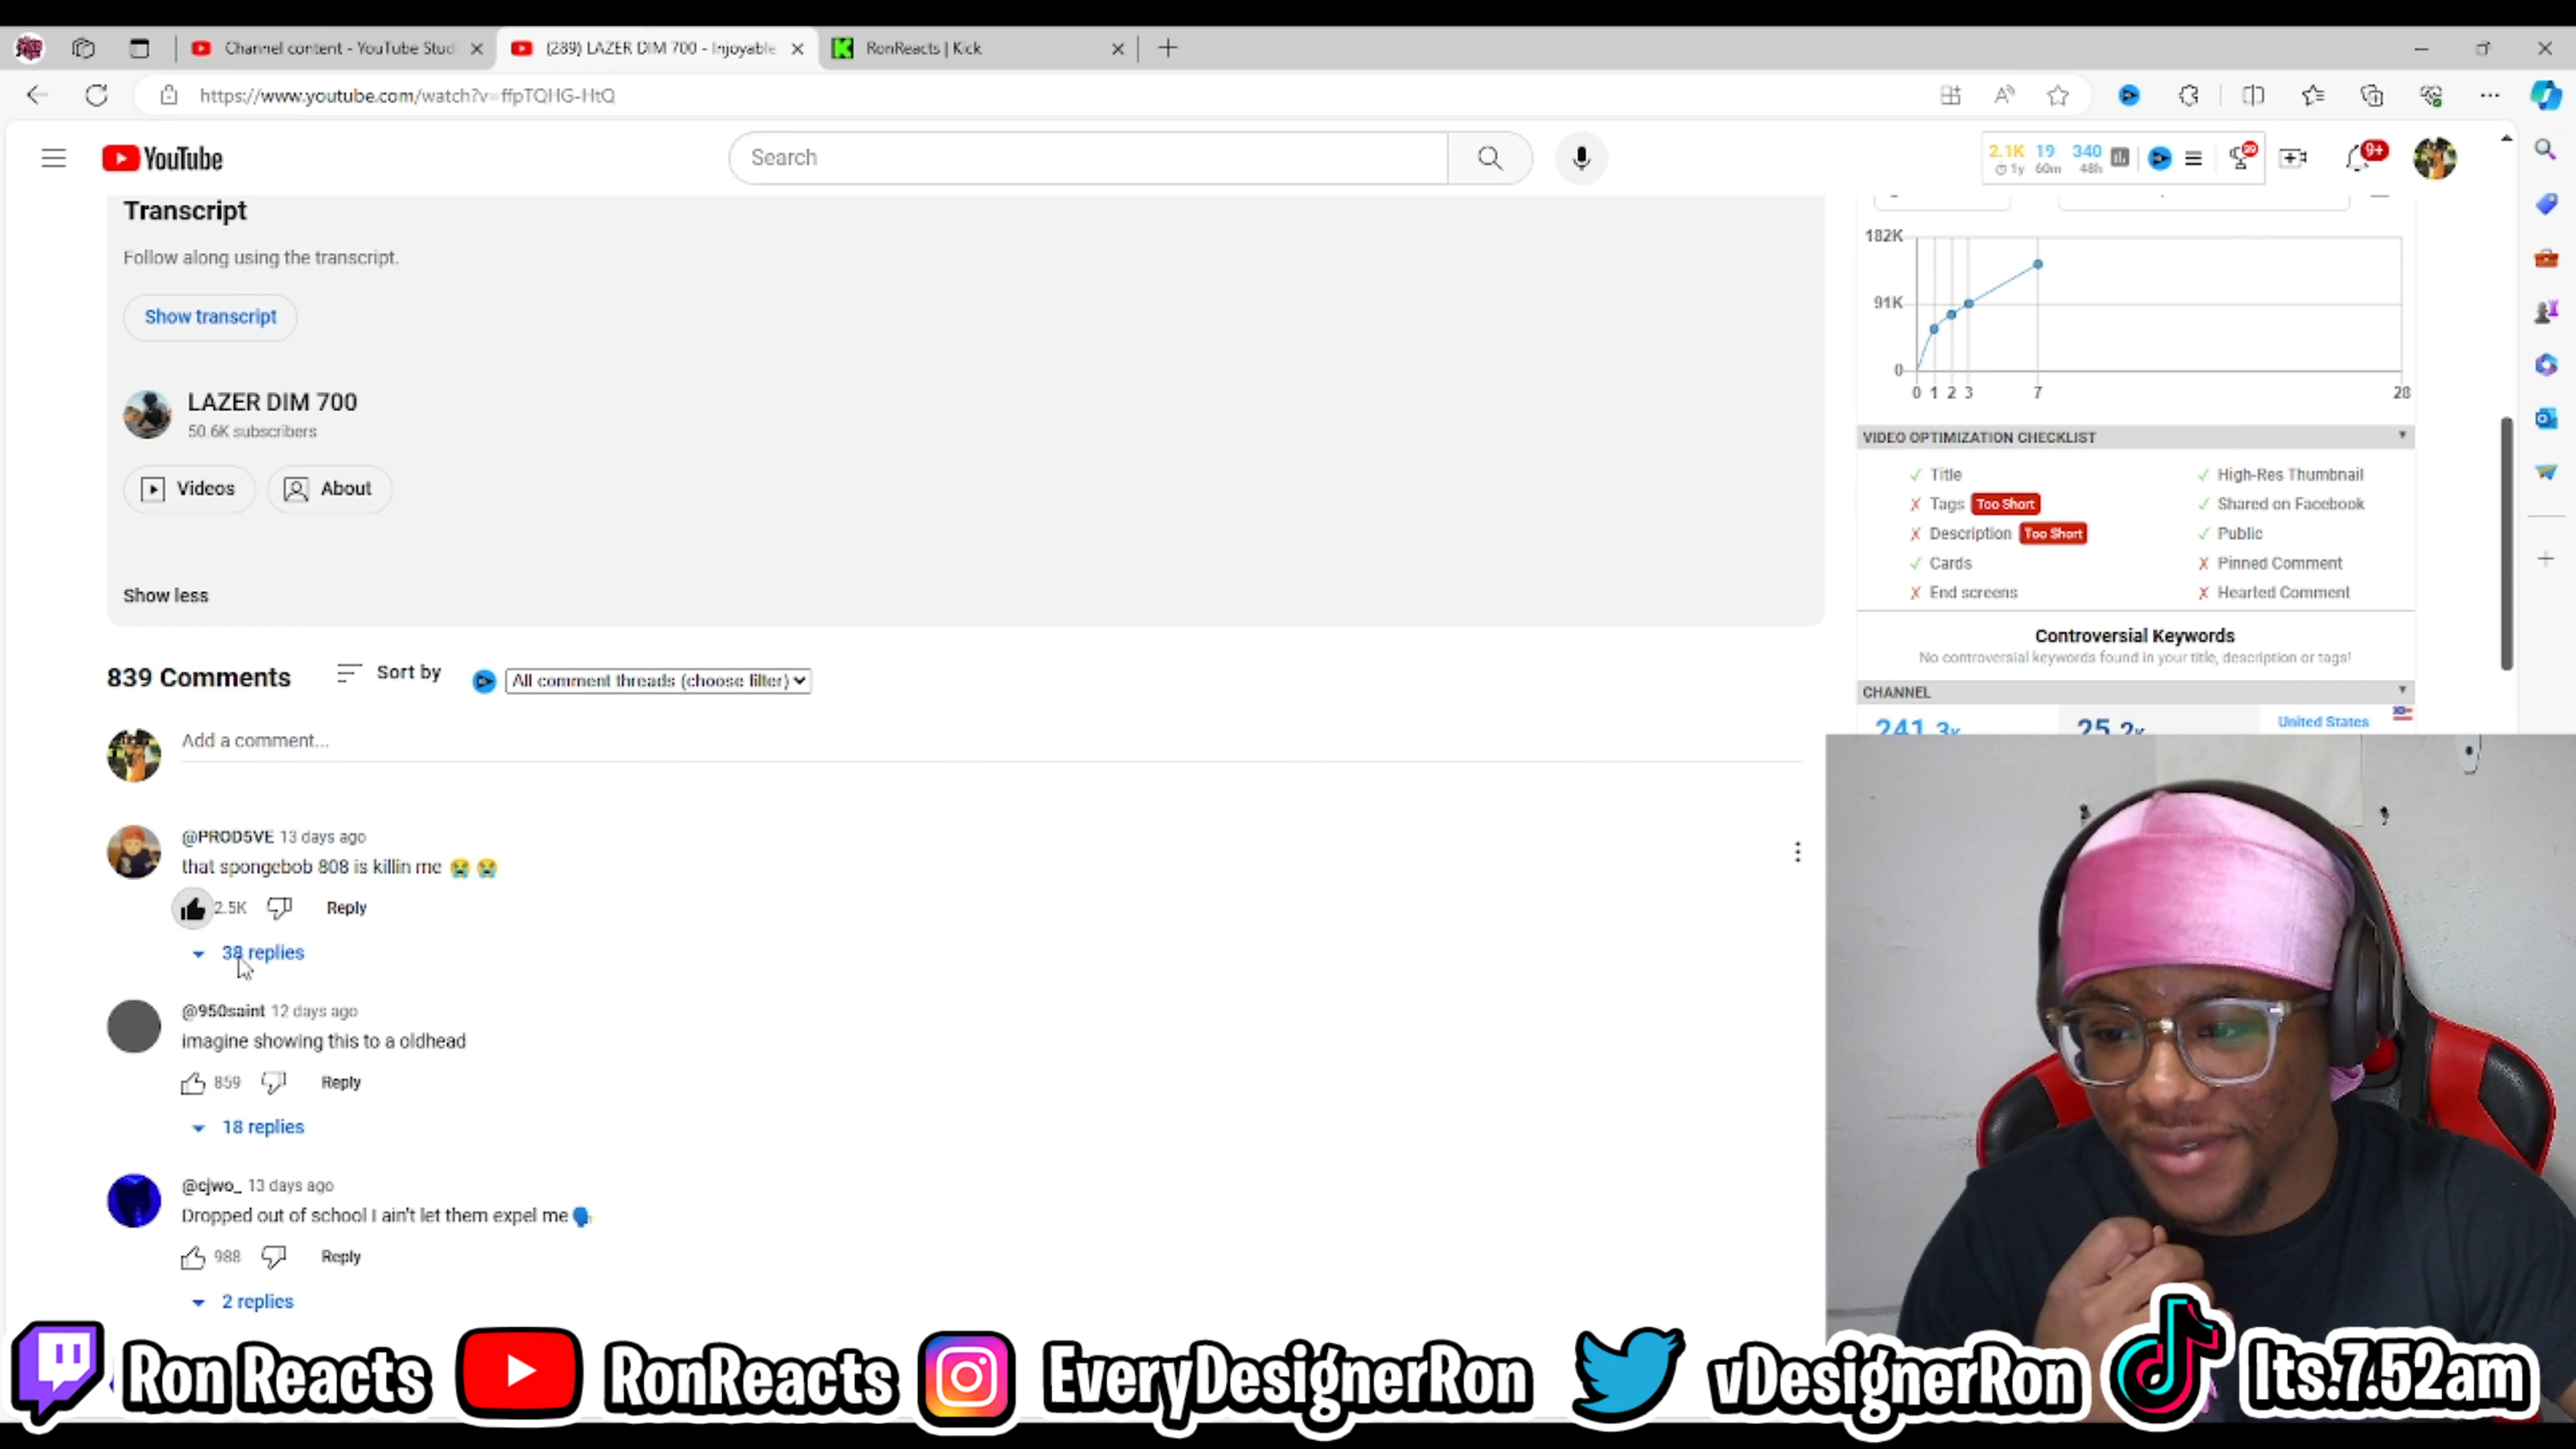 Channel content - YouTube Stud
(289) LAZER DIM 700 - Injoyable
RonReacts | Kick
https://www.youtube.com/watch?v=ffpTQHG-HtQ
YouTube
Search
2.1K 19 340
1y 60m 48h
9+
Transcript
Follow along using the transcript.
Show transcript
LAZER DIM 700
50.6K subscribers
Videos
About
Show less
182K
91K
0
0 1 2 3 7 28
VIDEO OPTIMIZATION CHECKLIST
Title
High-Res Thumbnail
Tags Too Short
Shared on Facebook
Description Too Short
Public
Cards
Pinned Comment
End screens
Hearted Comment
Controversial Keywords
No controversial keywords found in your title, description or tags!
CHANNEL
241.3K 25.2K United States
839 Comments
Sort by
All comment threads (choose filter)
Add a comment...
@PROD5VE 13 days ago
that spongebob 808 is killin me 😭 😭
2.5K Reply
38 replies
@950saint 12 days ago
imagine showing this to a oldhead
859 Reply
18 replies
@cjwo_ 13 days ago
Dropped out of school I ain't let them expel me 🗣
988 Reply
2 replies
Ron Reacts RonReacts EveryDesignerRon vDesignerRon Its.7.52am